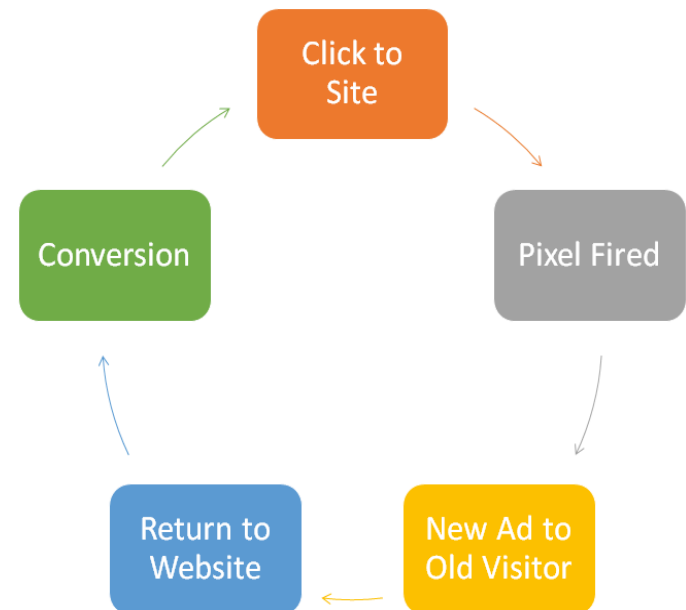 Click to
Site
Pixel Fired
New Ad to
Old Visitor
Return to
Website
Conversion